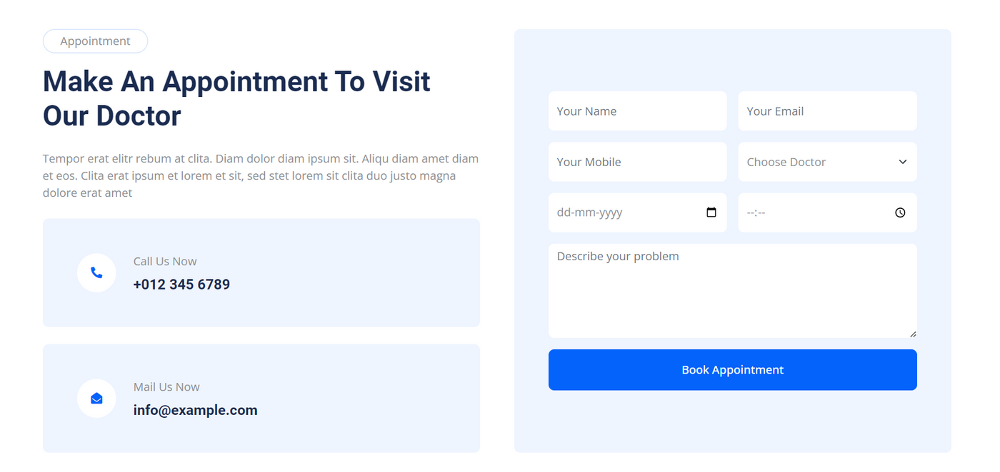 Appointment
Make An Appointment To Visit
Our Doctor
Tempor erat elitr rebum at clita. Diam dolor diam ipsum sit. Aliqu diam amet diam
et eos. Clita erat ipsum et lorem et sit, sed stet lorem sit clita duo justo magna
dolore erat amet
Call Us Now
+012 345 6789
Mail Us Now
info@example.com
Your Name
Your Email
Your Mobile
Choose Doctor
dd-mm-yyyy
--:--
Describe your problem
Book Appointment